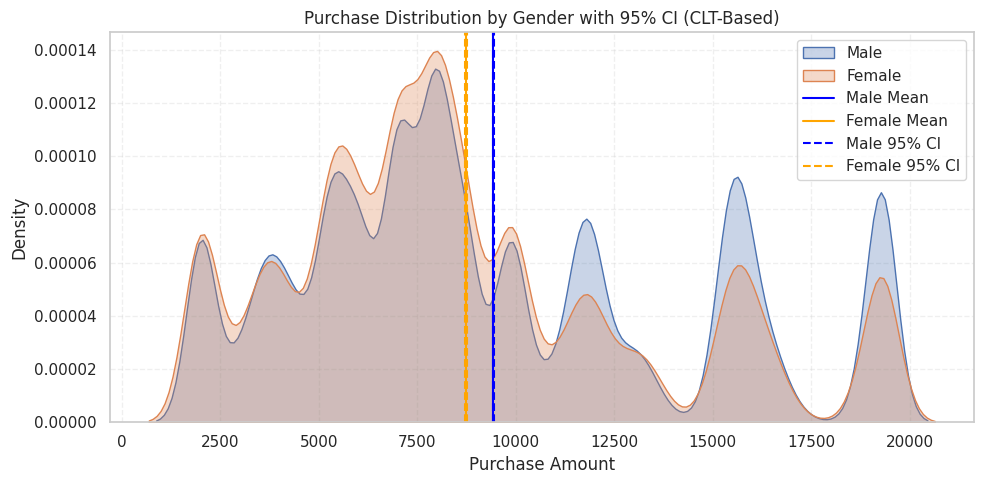 Purchase Distribution by Gender with 95% CI (CLT-Based)
Density
0.00014
0.00012
0.00010
0.00008
0.00006
0.00004
0.00002
0.00000
Male
Female
Male Mean
Female Mean
Male 95% CI
Female 95% CI
0 2500 5000 7500 10000 12500 15000 17500 20000
Purchase Amount